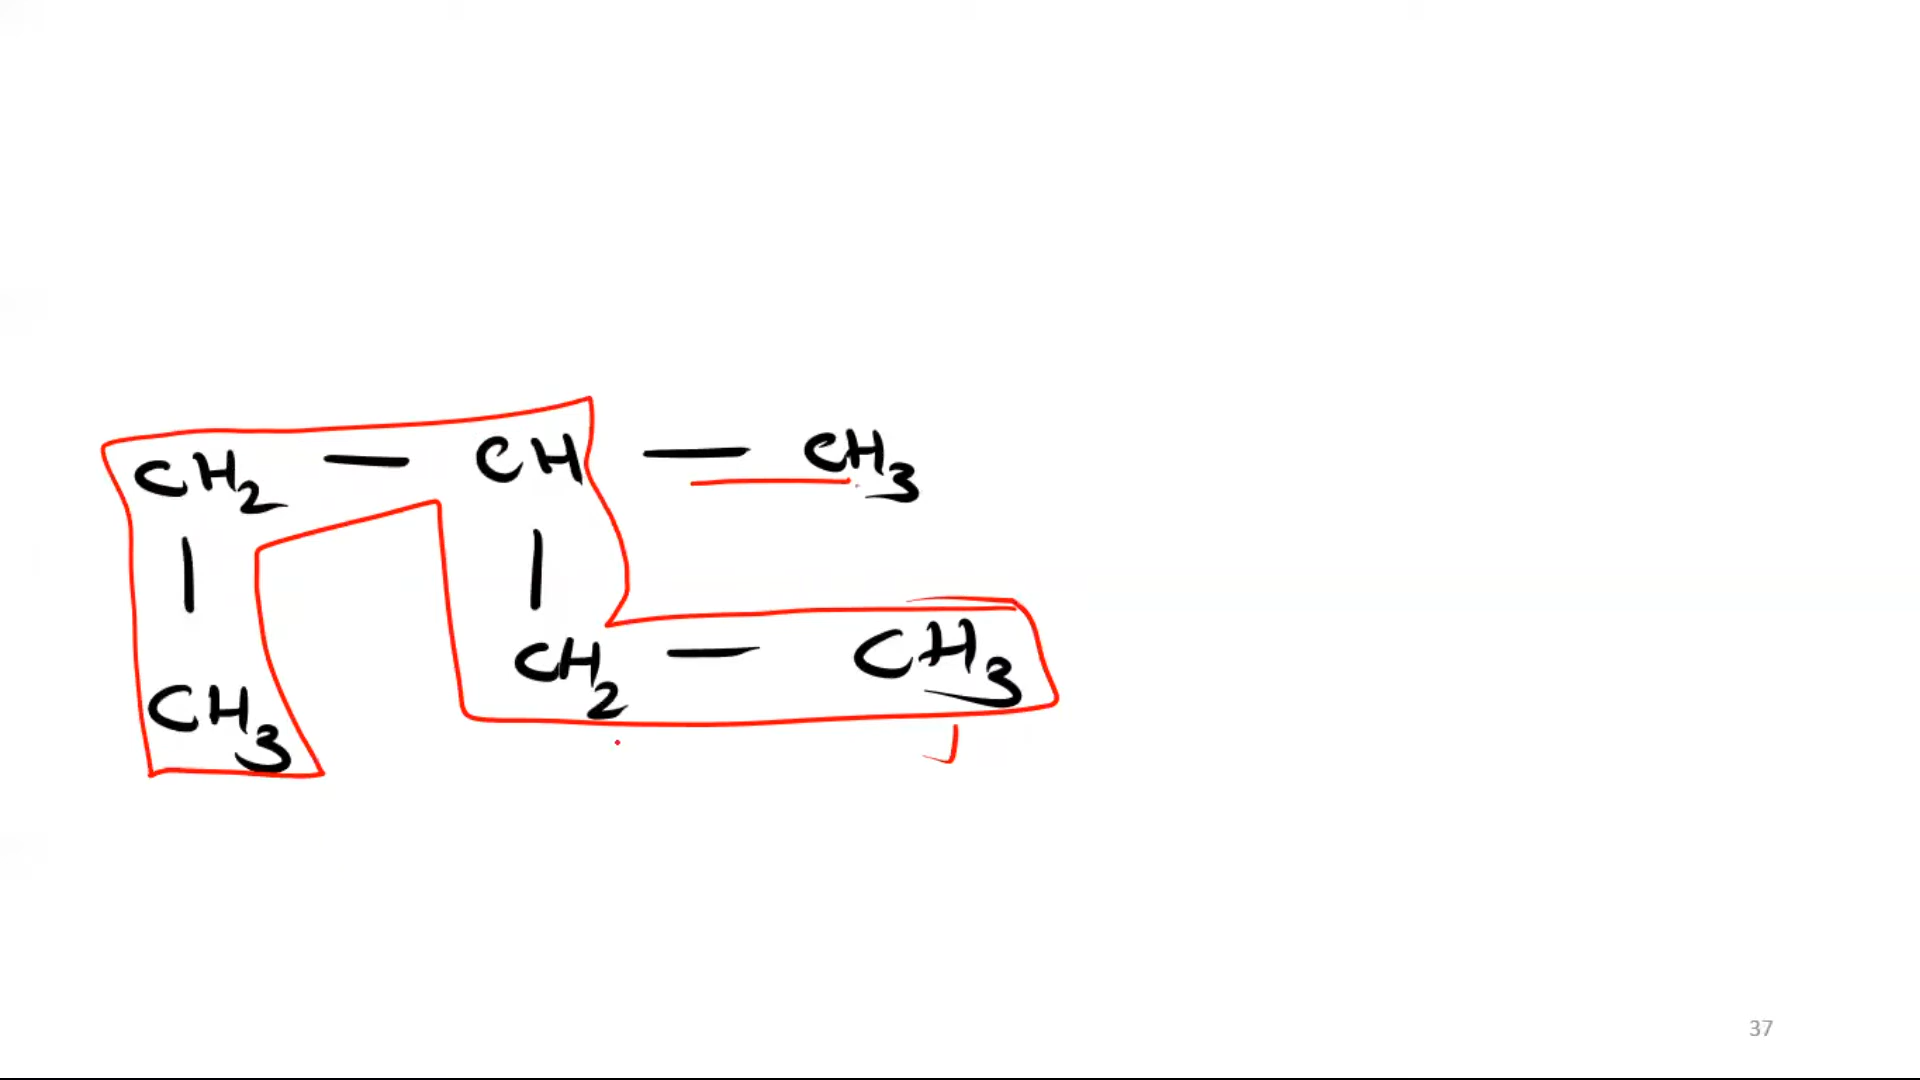 CH₂ — CH — CH₃
| |
CH₂ — CH₃
CH₃
37